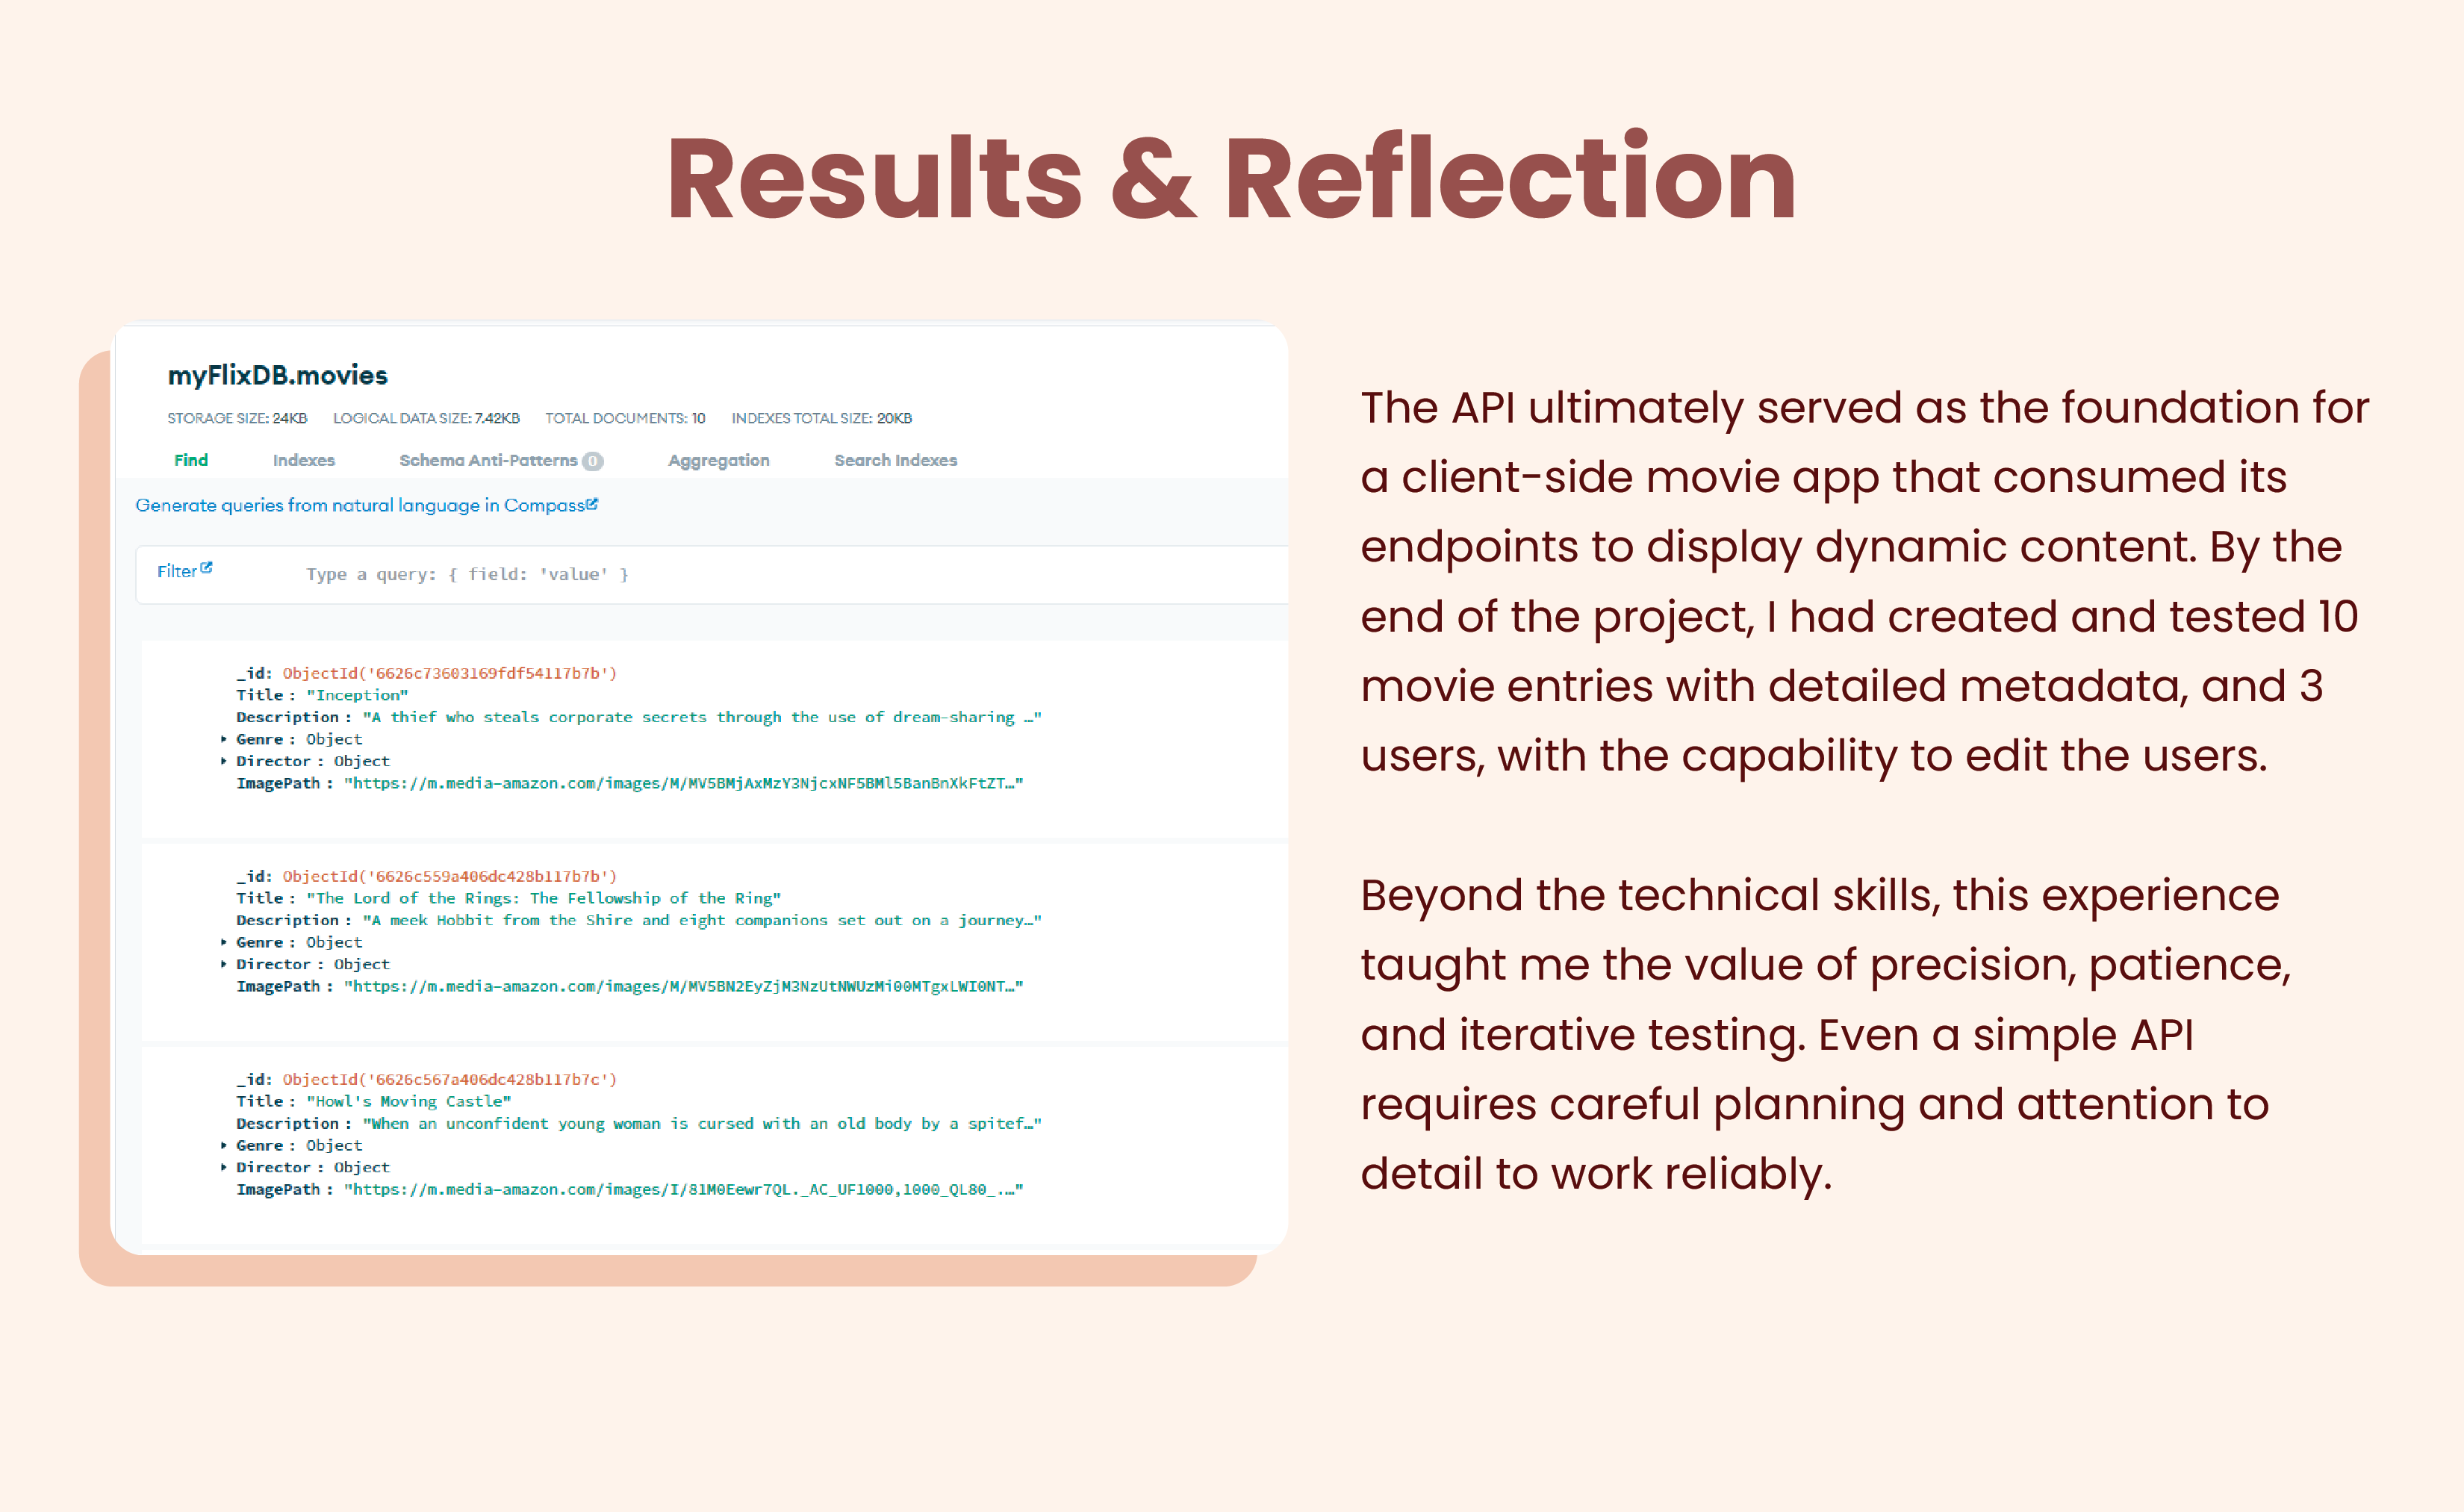 Results & Reflection
myFlixDB.movies
STORAGE SIZE: 24KB LOGICAL DATA SIZE: 7.42KB TOTAL DOCUMENTS: 10 INDEXES TOTAL SIZE: 20KB
Find Indexes Schema Anti-Patterns 0 Aggregation Search Indexes
Generate queries from natural language in Compass
Filter Type a query: { field: 'value' }
_id: ObjectId('6626c73603169fdf54117b7b')
Title : "Inception"
Description : "A thief who steals corporate secrets through the use of dream-sharing …"
Genre : Object
Director : Object
ImagePath : "https://m.media-amazon.com/images/M/MV5BMjAxMzY3NjcxNF5BMl5BanBnXkFtZT…"
_id: ObjectId('6626c559a406dc428b117b7b')
Title : "The Lord of the Rings: The Fellowship of the Ring"
Description : "A meek Hobbit from the Shire and eight companions set out on a journey…"
Genre : Object
Director : Object
ImagePath : "https://m.media-amazon.com/images/M/MV5BN2EyZjM3NzUtNWUzMi00MTgxLWI0NT…"
_id: ObjectId('6626c567a406dc428b117b7c')
Title : "Howl's Moving Castle"
Description : "When an unconfident young woman is cursed with an old body by a spitef…"
Genre : Object
Director : Object
ImagePath : "https://m.media-amazon.com/images/I/81M0Eewr7QL._AC_UF1000,1000_QL80_.…"
The API ultimately served as the foundation for
a client-side movie app that consumed its
endpoints to display dynamic content. By the
end of the project, I had created and tested 10
movie entries with detailed metadata, and 3
users, with the capability to edit the users.
Beyond the technical skills, this experience
taught me the value of precision, patience,
and iterative testing. Even a simple API
requires careful planning and attention to
detail to work reliably.